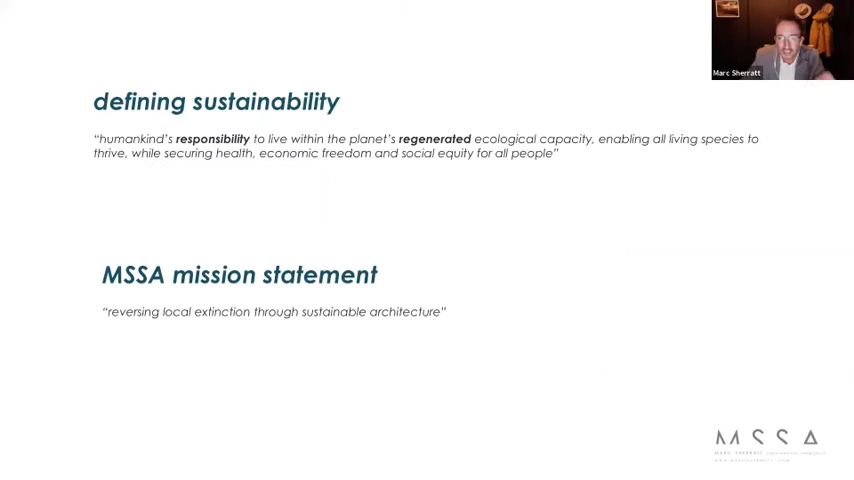 Marc Sherratt
defining sustainability
“humankind’s responsibility to live within the planet’s regenerated ecological capacity, enabling all living species to
thrive, while securing health, economic freedom and social equity for all people”
MSSA mission statement
“reversing local extinction through sustainable architecture”
MSSA
MARC SHERRATT